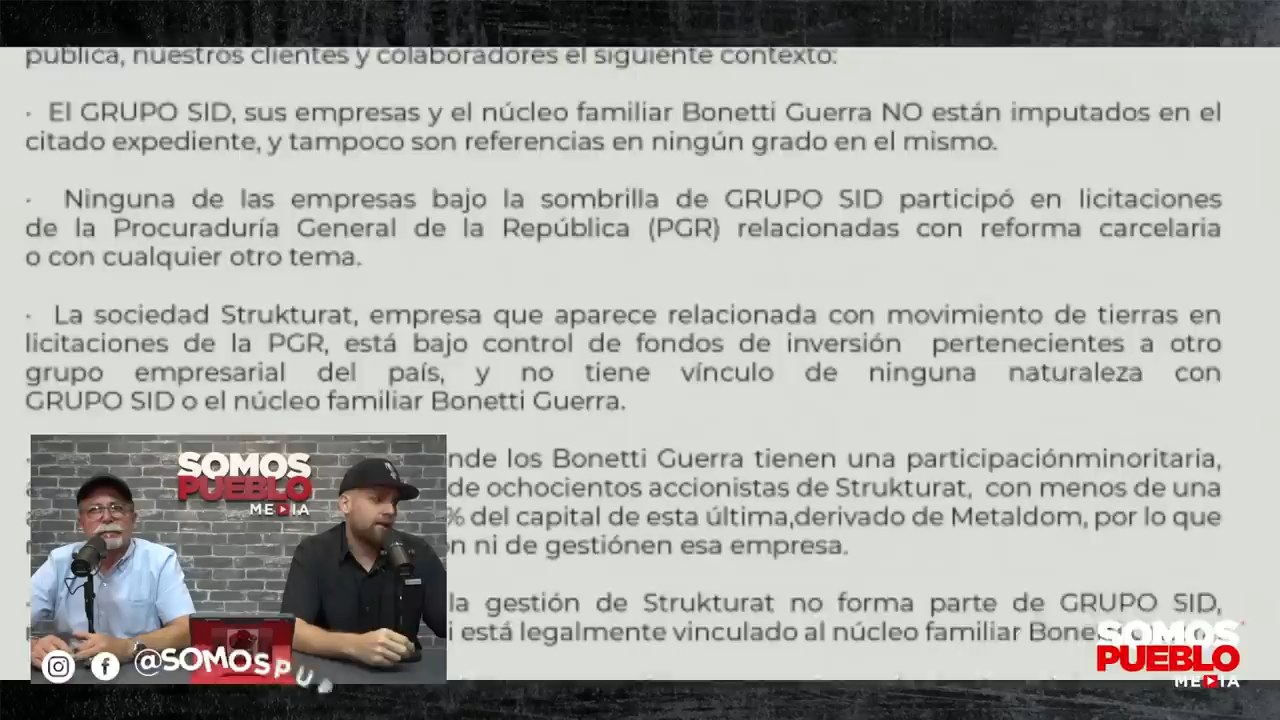 publica, nuestros clientes y colaboradores el siguiente contexto:
· El GRUPO SID, sus empresas y el núcleo familiar Bonetti Guerra NO están imputados en el
citado expediente, y tampoco son referencias en ningún grado en el mismo.
· Ninguna de las empresas bajo la sombrilla de GRUPO SID participó en licitaciones
de la Procuraduría General de la República (PGR) relacionadas con reforma carcelaria
o con cualquier otro tema.
· La sociedad Strukturat, empresa que aparece relacionada con movimiento de tierras en
licitaciones de la PGR, está bajo control de fondos de inversión pertenecientes a otro
grupo empresarial del país, y no tiene vínculo de ninguna naturaleza con
GRUPO SID o el núcleo familiar Bonetti Guerra.
nde los Bonetti Guerra tienen una participaciónminoritaria,
de ochocientos accionistas de Strukturat, con menos de una
% del capital de esta última,derivado de Metaldom, por lo que
n ni de gestiónen esa empresa.
la gestión de Strukturat no forma parte de GRUPO SID,
i está legalmente vinculado al núcleo familiar Bone
SOMOS
PUEBLO
MEDIA
@SOMOSPU
SOMOS
PUEBLO
MEDIA